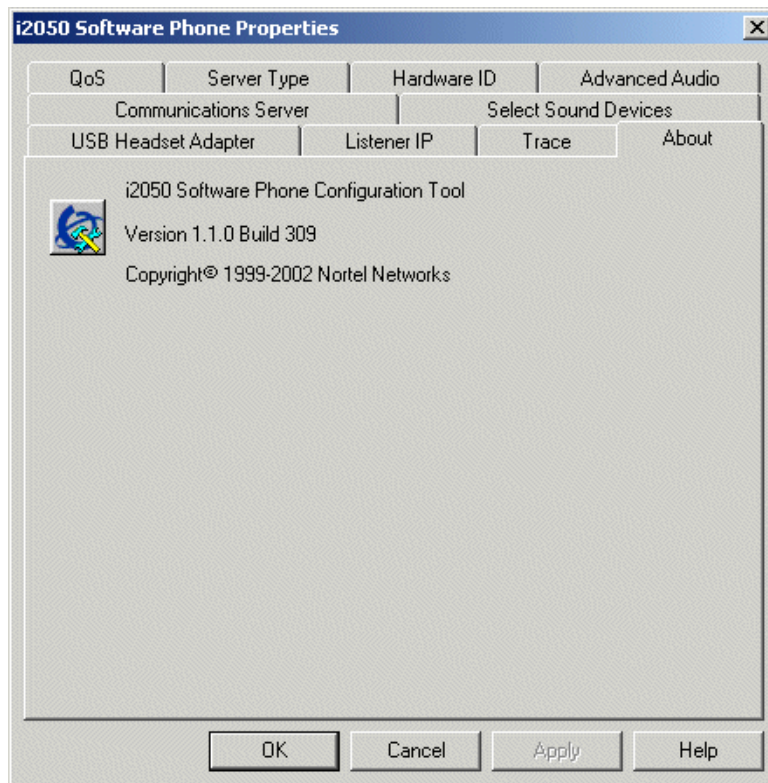 i2050 Software Phone Properties
QoS Server Type Hardware ID Advanced Audio
Communications Server Select Sound Devices
USB Headset Adapter Listener IP Trace About
i2050 Software Phone Configuration Tool
Version 1.1.0 Build 309
Copyright© 1999-2002 Nortel Networks
OK Cancel Apply Help